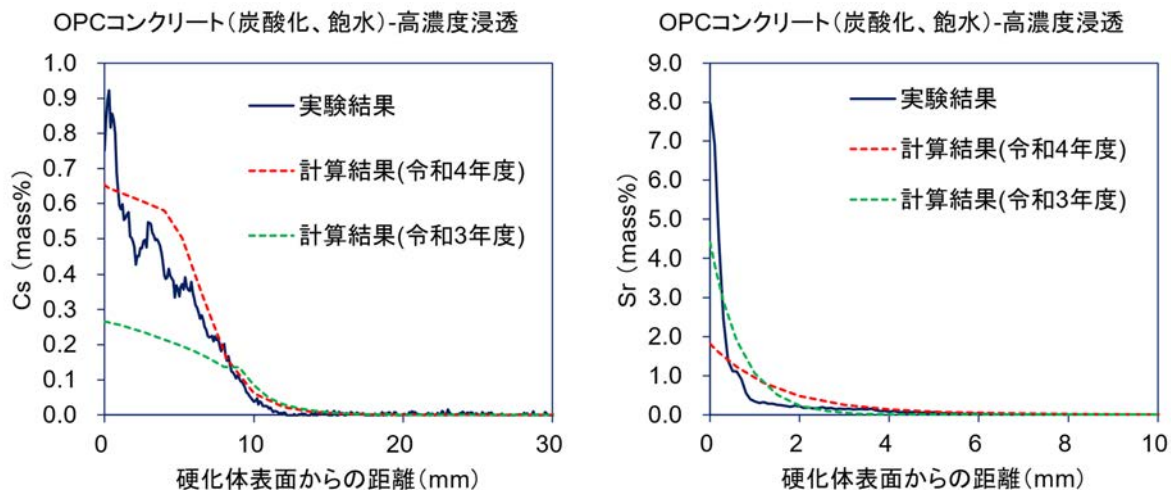 OPCコンクリート(炭酸化、飽水)-高濃度浸透
1.0
0.9
0.8
0.7
0.6
0.5
0.4
0.3
0.2
0.1
0.0
Cs (mass%)
実験結果
計算結果(令和4年度)
計算結果(令和3年度)
0
10
20
30
硬化体表面からの距離(mm)
OPCコンクリート(炭酸化、飽水)-高濃度浸透
9.0
8.0
7.0
6.0
5.0
4.0
3.0
2.0
1.0
0.0
Sr (mass%)
実験結果
計算結果(令和4年度)
計算結果(令和3年度)
0
2
4
6
8
10
硬化体表面からの距離(mm)